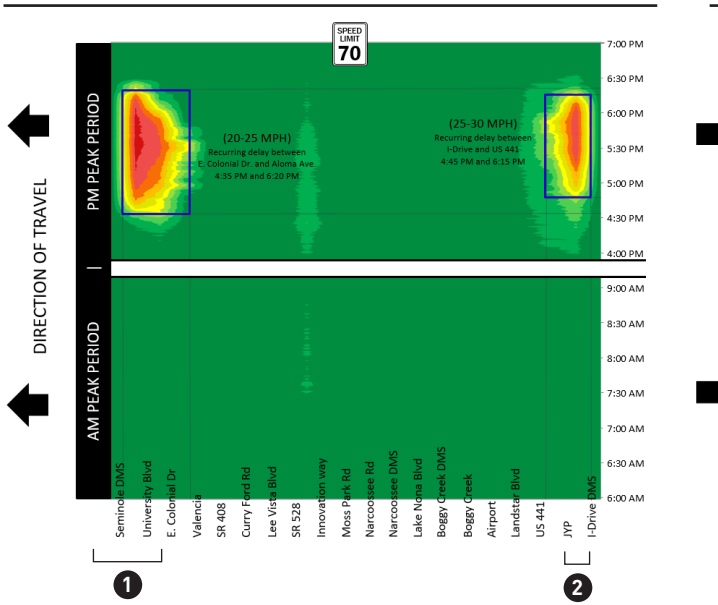 SPEED
LIMIT
70
DIRECTION OF TRAVEL
PM PEAK PERIOD
|
AM PEAK PERIOD
(20-25 MPH)
Recurring delay between
E. Colonial Dr. and Aloma Ave.
4:35 PM and 6:20 PM
(25-30 MPH)
Recurring delay between
I-Drive and US 441
4:45 PM and 6:15 PM
7:00 PM
6:30 PM
6:00 PM
5:30 PM
5:00 PM
4:30 PM
4:00 PM
9:00 AM
8:30 AM
8:00 AM
7:30 AM
7:00 AM
6:30 AM
6:00 AM
Seminole DMS
University Blvd
E. Colonial Dr
Valencia
SR 408
Curry Ford Rd
Lee Vista Blvd
SR 528
Innovation way
Moss Park Rd
Narcoossee Rd
Narcoossee DMS
Lake Nona Blvd
Boggy Creek DMS
Boggy Creek
Airport
Landstar Blvd
US 441
JYP
I-Drive DMS
1
2